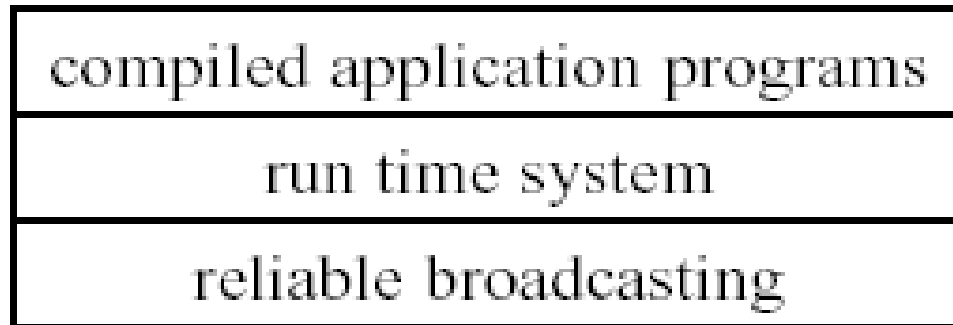 compiled application programs
run time system
reliable broadcasting